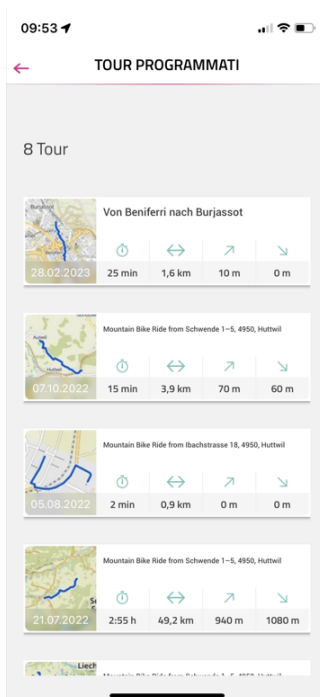 09:53
TOUR PROGRAMMATI
8 Tour
Burjassot
28.02.2023
Von Beniferri nach Burjassot
25 min 1,6 km 10 m 0 m
Huttwil
07.10.2022
Mountain Bike Ride from Schwende 1–5, 4950, Huttwil
15 min 3,9 km 70 m 60 m
05.08.2022
Mountain Bike Ride from Ibachstrasse 18, 4950, Huttwil
2 min 0,9 km 0 m 0 m
21.07.2022
Mountain Bike Ride from Schwende 1–5, 4950, Huttwil
2:55 h 49,2 km 940 m 1080 m
Liech